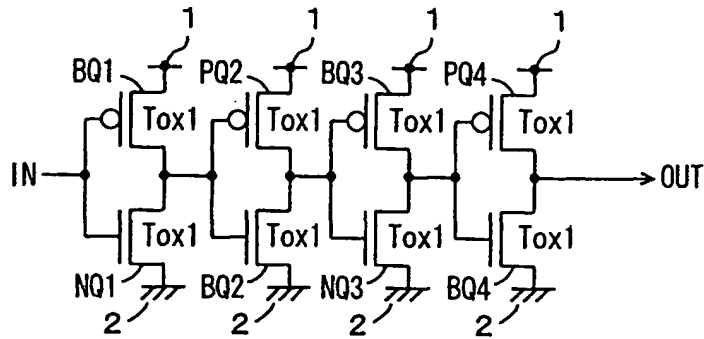 1 1 1 1
BQ1 PQ2 BQ3 PQ4
Tox1 Tox1 Tox1 Tox1
IN OUT
Tox1 Tox1 Tox1 Tox1
NQ1 BQ2 NQ3 BQ4
2 2 2 2